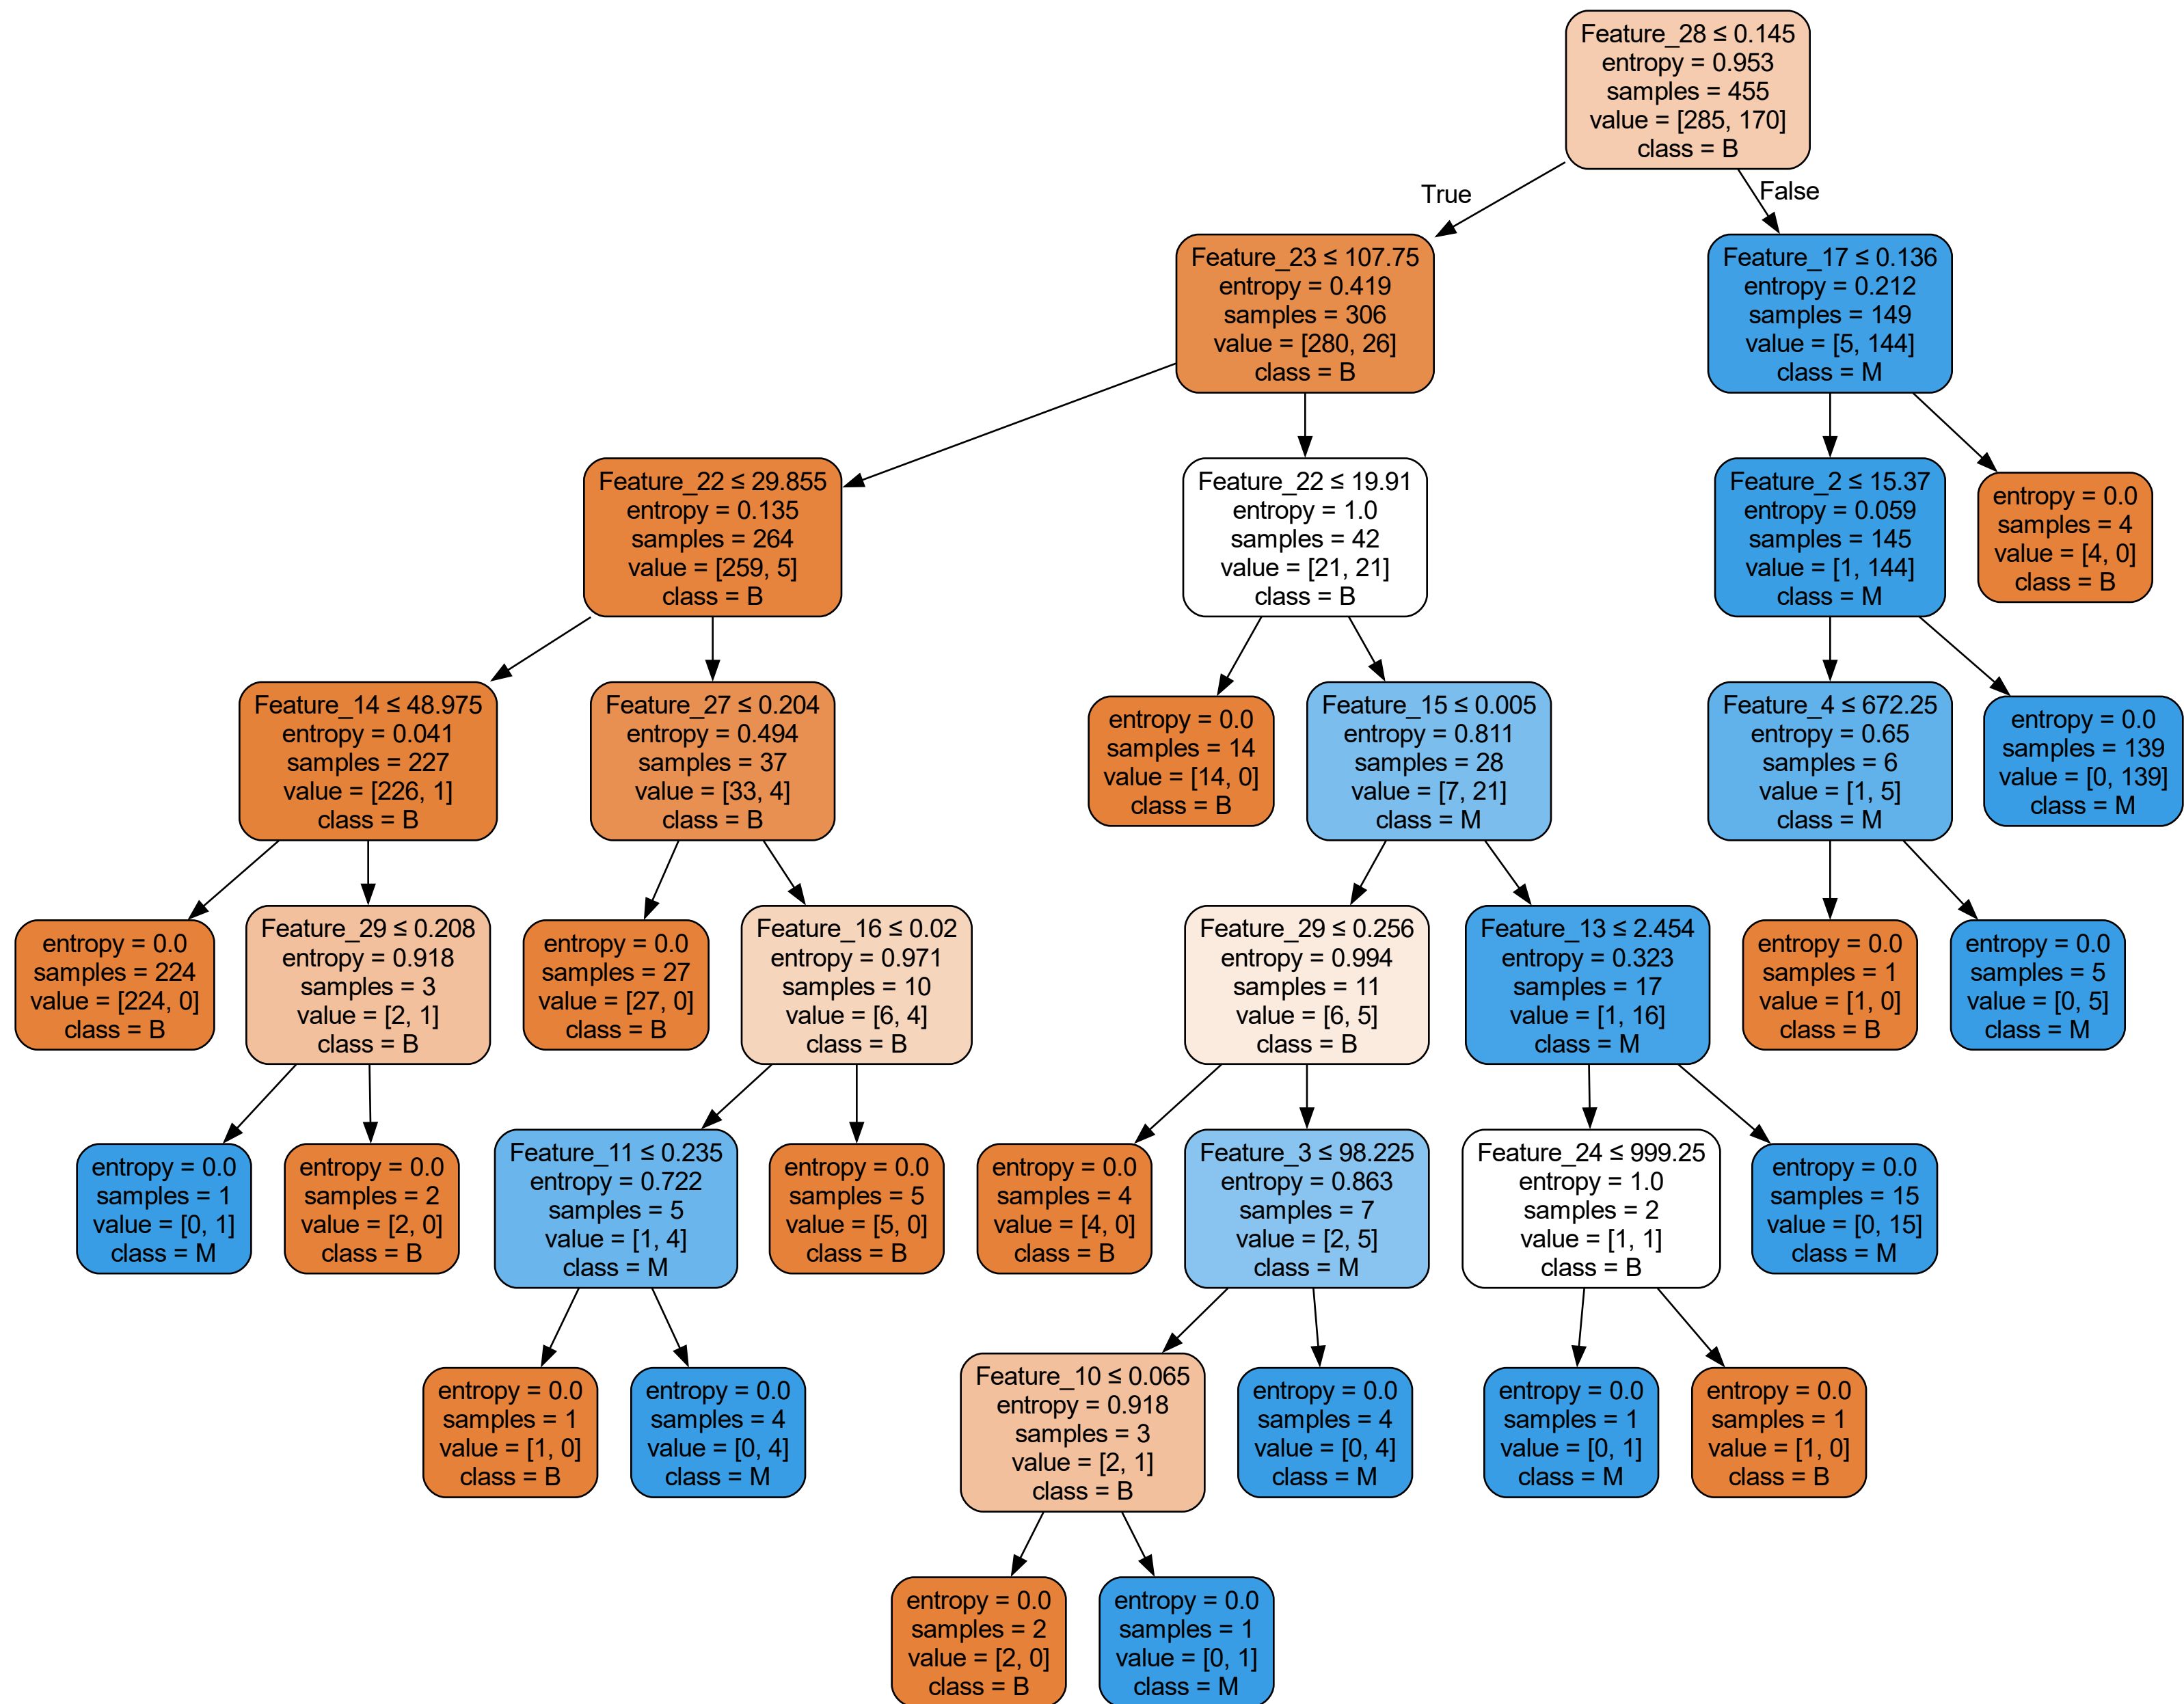 Feature_28 ≤ 0.145
entropy = 0.953
samples = 455
value = [285, 170]
class = B
True
False
Feature_23 ≤ 107.75
entropy = 0.419
samples = 306
value = [280, 26]
class = B
Feature_17 ≤ 0.136
entropy = 0.212
samples = 149
value = [5, 144]
class = M
Feature_22 ≤ 29.855
entropy = 0.135
samples = 264
value = [259, 5]
class = B
Feature_22 ≤ 19.91
entropy = 1.0
samples = 42
value = [21, 21]
class = B
Feature_2 ≤ 15.37
entropy = 0.059
samples = 145
value = [1, 144]
class = M
entropy = 0.0
samples = 4
value = [4, 0]
class = B
Feature_14 ≤ 48.975
entropy = 0.041
samples = 227
value = [226, 1]
class = B
Feature_27 ≤ 0.204
entropy = 0.494
samples = 37
value = [33, 4]
class = B
entropy = 0.0
samples = 14
value = [14, 0]
class = B
Feature_15 ≤ 0.005
entropy = 0.811
samples = 28
value = [7, 21]
class = M
Feature_4 ≤ 672.25
entropy = 0.65
samples = 6
value = [1, 5]
class = M
entropy = 0.0
samples = 139
value = [0, 139]
class = M
entropy = 0.0
samples = 224
value = [224, 0]
class = B
Feature_29 ≤ 0.208
entropy = 0.918
samples = 3
value = [2, 1]
class = B
entropy = 0.0
samples = 27
value = [27, 0]
class = B
Feature_16 ≤ 0.02
entropy = 0.971
samples = 10
value = [6, 4]
class = B
Feature_29 ≤ 0.256
entropy = 0.994
samples = 11
value = [6, 5]
class = B
Feature_13 ≤ 2.454
entropy = 0.323
samples = 17
value = [1, 16]
class = M
entropy = 0.0
samples = 1
value = [1, 0]
class = B
entropy = 0.0
samples = 5
value = [0, 5]
class = M
entropy = 0.0
samples = 1
value = [0, 1]
class = M
entropy = 0.0
samples = 2
value = [2, 0]
class = B
Feature_11 ≤ 0.235
entropy = 0.722
samples = 5
value = [1, 4]
class = M
entropy = 0.0
samples = 5
value = [5, 0]
class = B
entropy = 0.0
samples = 4
value = [4, 0]
class = B
Feature_3 ≤ 98.225
entropy = 0.863
samples = 7
value = [2, 5]
class = M
Feature_24 ≤ 999.25
entropy = 1.0
samples = 2
value = [1, 1]
class = B
entropy = 0.0
samples = 15
value = [0, 15]
class = M
entropy = 0.0
samples = 1
value = [1, 0]
class = B
entropy = 0.0
samples = 4
value = [0, 4]
class = M
Feature_10 ≤ 0.065
entropy = 0.918
samples = 3
value = [2, 1]
class = B
entropy = 0.0
samples = 4
value = [0, 4]
class = M
entropy = 0.0
samples = 1
value = [0, 1]
class = M
entropy = 0.0
samples = 1
value = [1, 0]
class = B
entropy = 0.0
samples = 2
value = [2, 0]
class = B
entropy = 0.0
samples = 1
value = [0, 1]
class = M